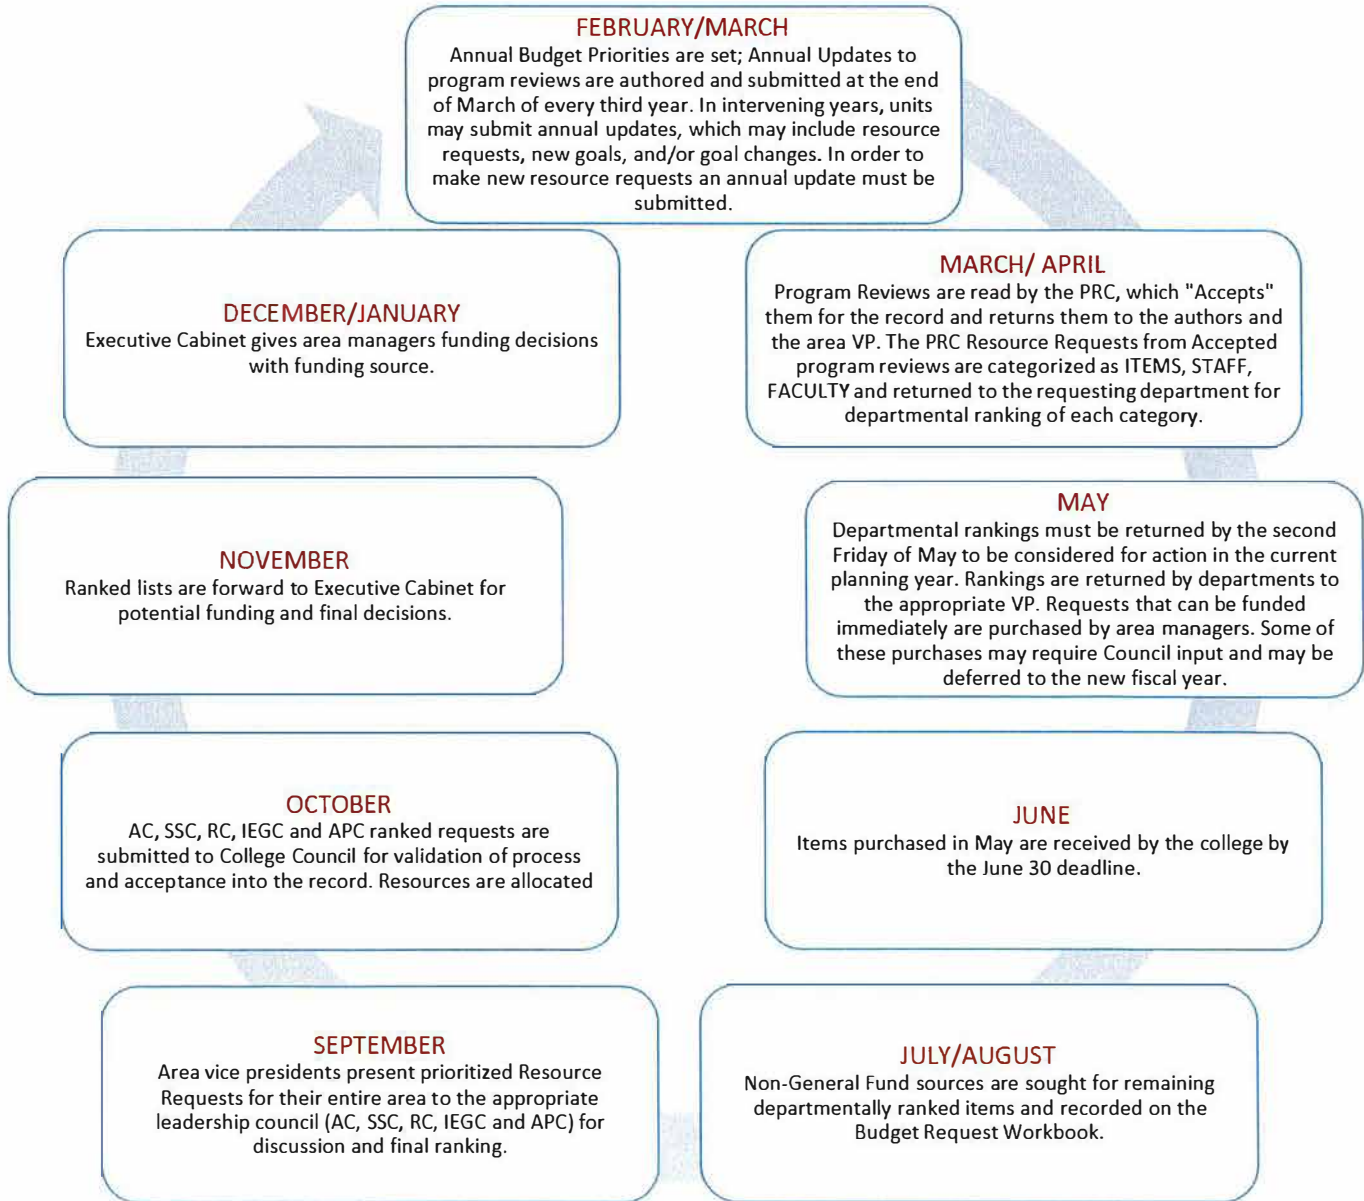 FEBRUARY/MARCH
Annual Budget Priorities are set; Annual Updates to
program reviews are authored and submitted at the end
of March of every third year. In intervening years, units
may submit annual updates, which may include resource
requests, new goals, and/or goal changes. In order to
make new resource requests an annual update must be
submitted.
MARCH/ APRIL
Program Reviews are read by the PRC, which "Accepts"
them for the record and returns them to the authors and
the area VP. The PRC Resource Requests from Accepted
program reviews are categorized as ITEMS, STAFF,
FACULTY and returned to the requesting department for
departmental ranking of each category.
MAY
Departmental rankings must be returned by the second
Friday of May to be considered for action in the current
planning year. Rankings are returned by departments to
the appropriate VP. Requests that can be funded
immediately are purchased by area managers. Some of
these purchases may require Council input and may be
deferred to the new fiscal year.
JUNE
Items purchased in May are received by the college by
the June 30 deadline.
JULY/AUGUST
Non-General Fund sources are sought for remaining
departmentally ranked items and recorded on the
Budget Request Workbook.
SEPTEMBER
Area vice presidents present prioritized Resource
Requests for their entire area to the appropriate
leadership council (AC, SSC, RC, IEGC and APC) for
discussion and final ranking.
OCTOBER
AC, SSC, RC, IEGC and APC ranked requests are
submitted to College Council for validation of process
and acceptance into the record. Resources are allocated
NOVEMBER
Ranked lists are forward to Executive Cabinet for
potential funding and final decisions.
DECEMBER/JANUARY
Executive Cabinet gives area managers funding decisions
with funding source.